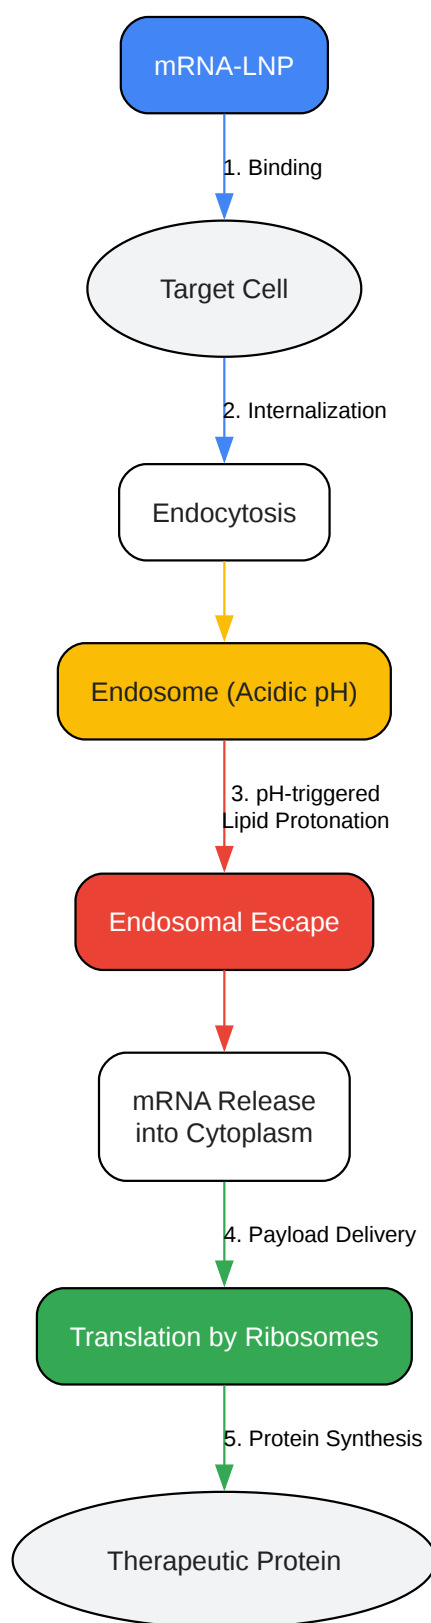 mRNA-LNP
1. Binding
Target Cell
2. Internalization
Endocytosis
Endosome (Acidic pH)
3. pH-triggered
Lipid Protonation
Endosomal Escape
mRNA Release
into Cytoplasm
4. Payload Delivery
Translation by Ribosomes
5. Protein Synthesis
Therapeutic Protein